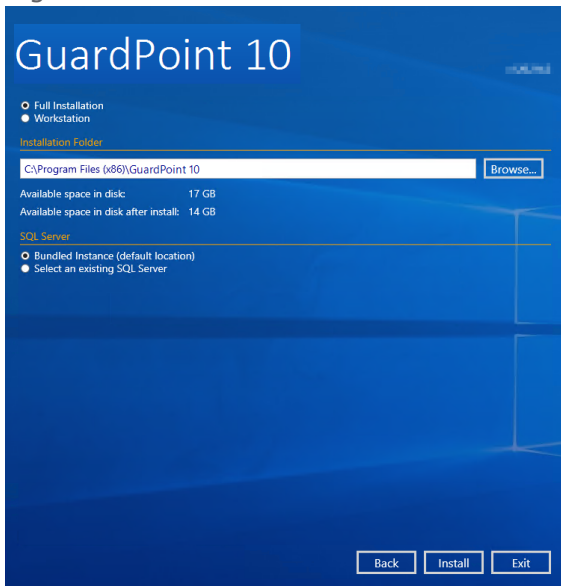 GuardPoint 10
Full Installation
Workstation
Installation Folder
C:\Program Files (x86)\GuardPoint 10
Browse...
Available space in disk: 17 GB
Available space in disk after install: 14 GB
SQL Server
Bundled Instance (default location)
Select an existing SQL Server
Back Install Exit